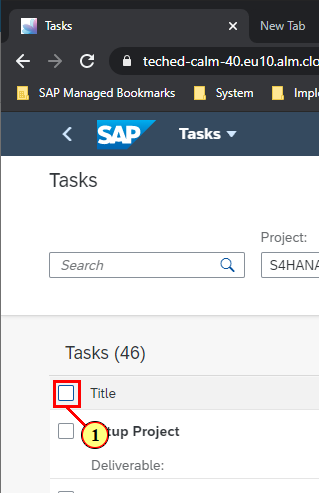 Tasks
New Tab
teched-calm-40.eu10.alm.clo
SAP Managed Bookmarks
System
Imple
SAP
Tasks
Tasks
Project:
Search
S4HANA
Tasks (46)
Title
1
tup Project
Deliverable: